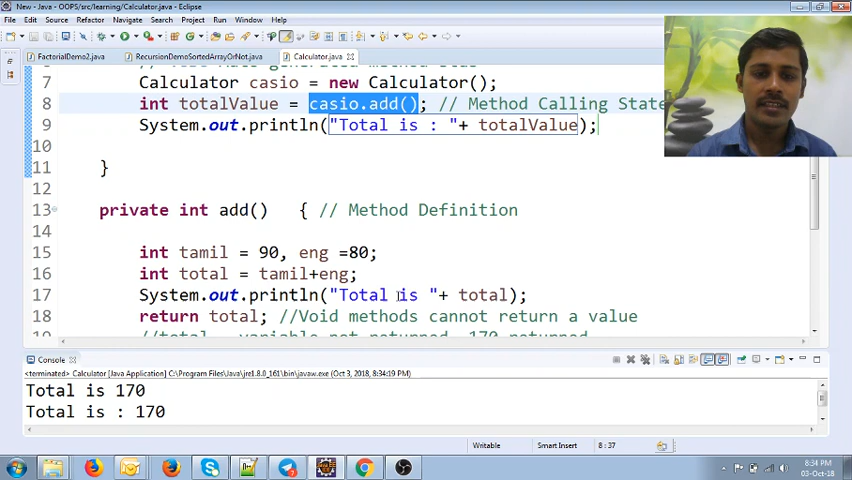 New - OOPS/src/learning/Calculator.java - Eclipse
File Edit Source Refactor Navigate Search Project Run Window Help
FactorialDemo2.java RecursionDemoSortedArrayOrNot.java Calculator.java
7 Calculator casio = new Calculator();
8 int totalValue = casio.add(); // Method Calling State
9 System.out.println("Total is : "+ totalValue);
10
11 }
12
13 private int add() { // Method Definition
14
15 int tamil = 90, eng =80;
16 int total = tamil+eng;
17 System.out.println("Total is "+ total);
18 return total; //Void methods cannot return a value
//total - variable not returned, 170 returned
Console
<terminated> Calculator [Java Application] C:\Program Files\Java\jre1.8.0_161\bin\javaw.exe (Oct 3, 2018, 8:34:19 PM)
Total is 170
Total is : 170
Writable Smart Insert 8 : 37
8:34 PM
03-Oct-18